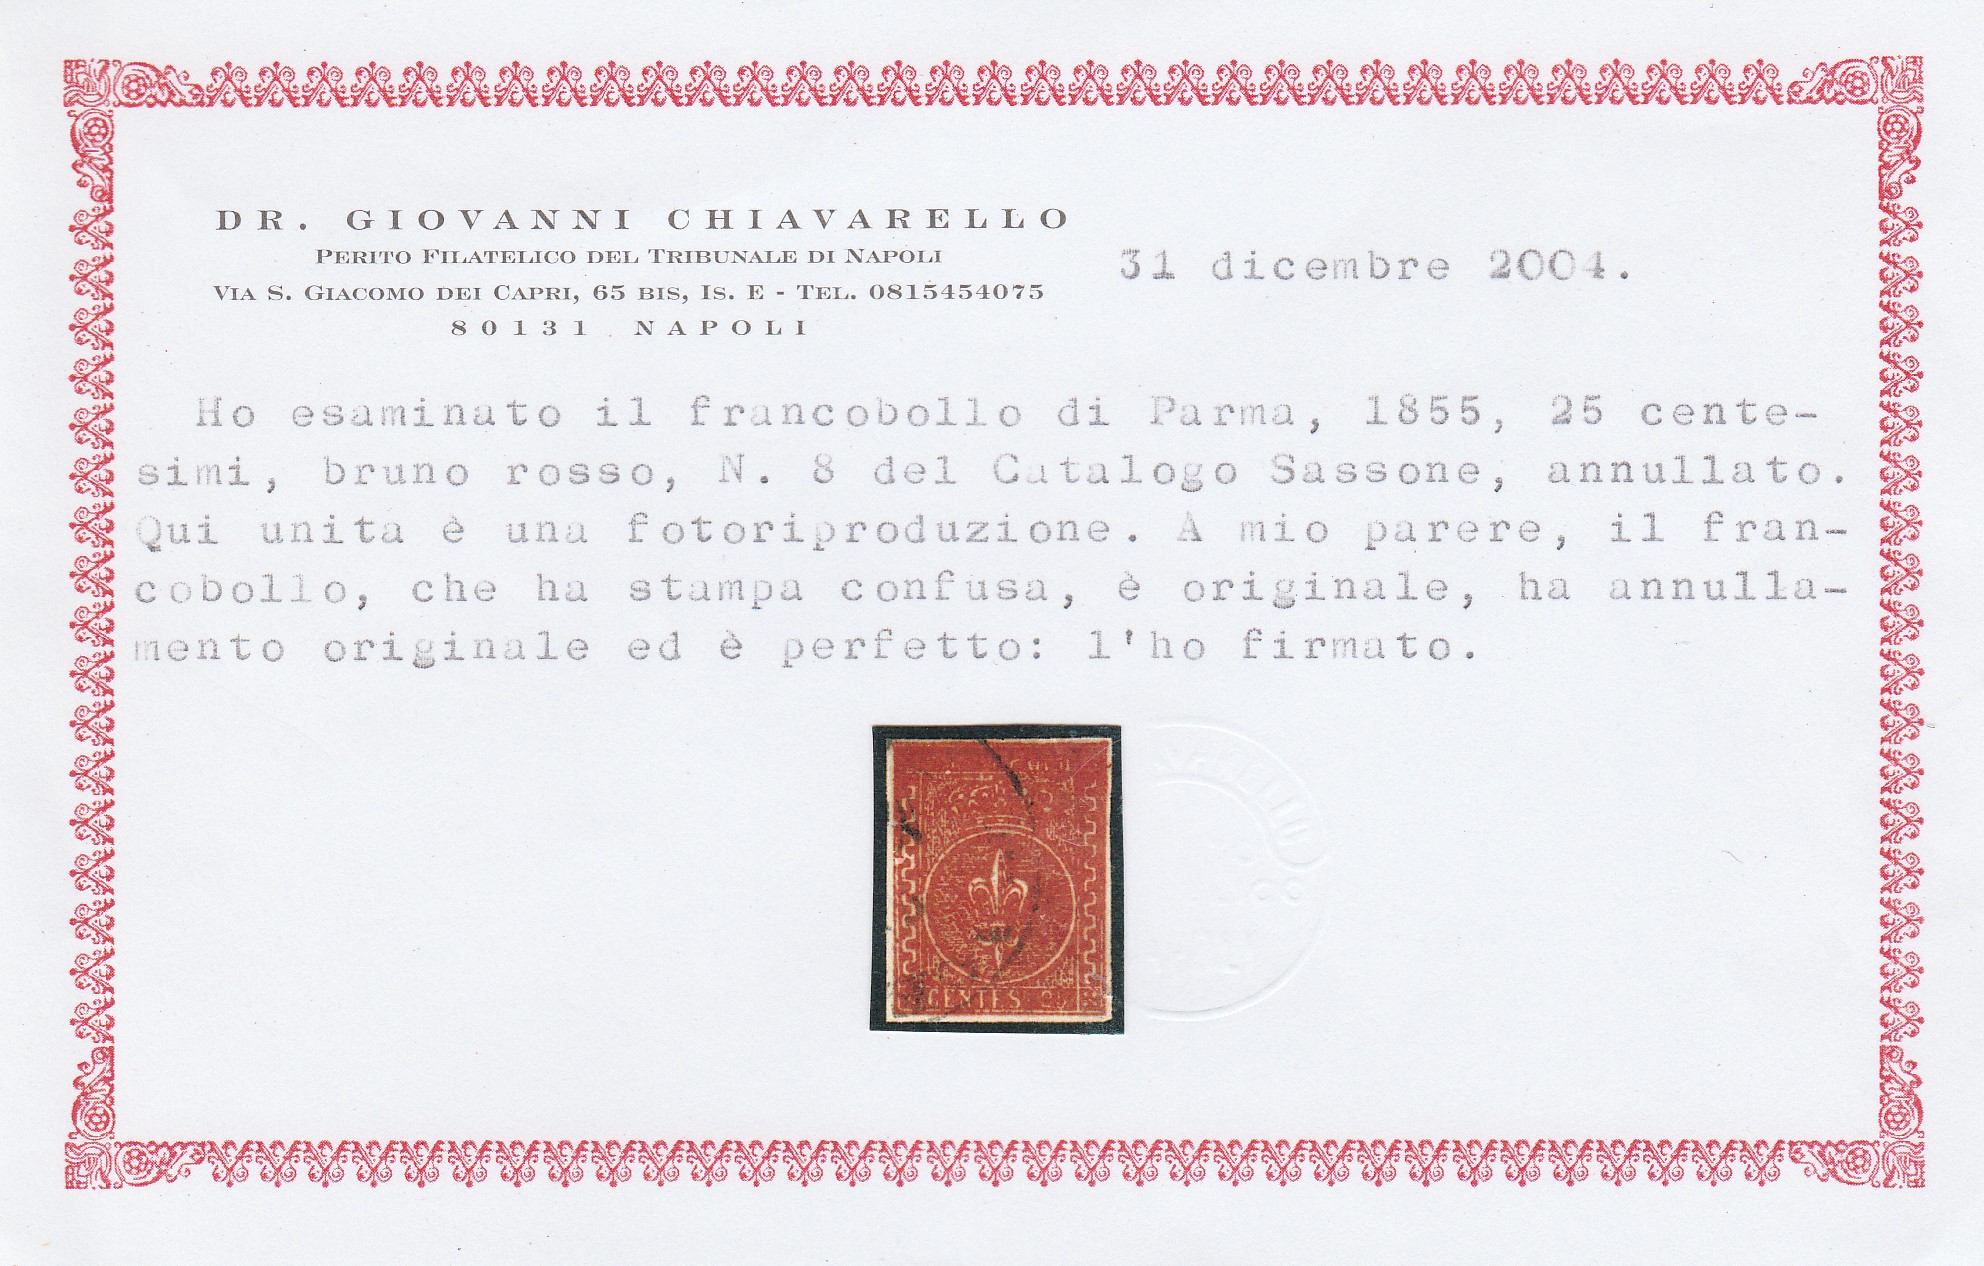 DR. GIOVANNI CHIAVARELLO
PERITO FILATELICO DEL TRIBUNALE DI NAPOLI
VIA S. GIACOMO DEI CAPRI, 65 BIS, IS. E - TEL. 0815454075
80131 NAPOLI
31 dicembre 2004.
Ho esaminato il francobollo di Parma, 1855, 25 cente-
simi, bruno rosso, N. 8 del Catalogo Sassone, annullato.
Qui unita è una fotoriproduzione. A mio parere, il fran-
cobollo, che ha stampa confusa, è originale, ha annulla-
mento originale ed è perfetto: l'ho firmato.
CENTES